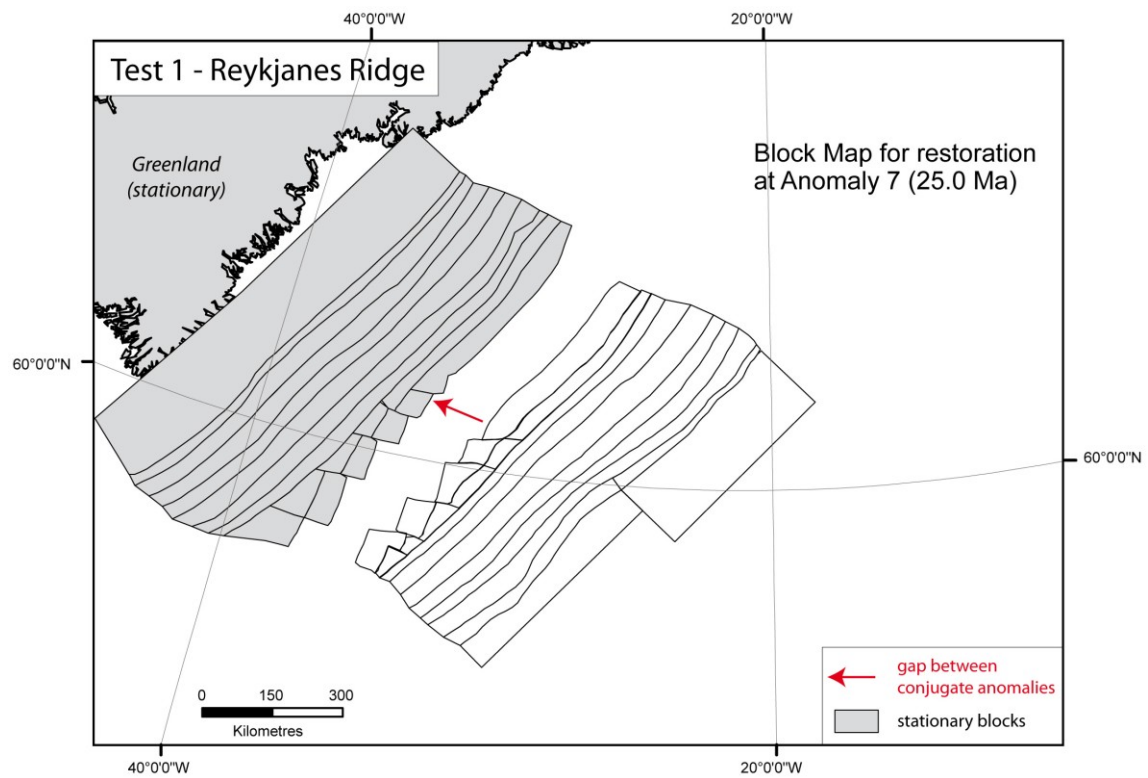 40°0'0"W
20°0'0"W
Test 1 - Reykjanes Ridge
Greenland
(stationary)
Block Map for restoration
at Anomaly 7 (25.0 Ma)
60°0'0"N
60°0'0"N
0 150 300
Kilometres
gap between
conjugate anomalies
stationary blocks
40°0'0"W
20°0'0"W